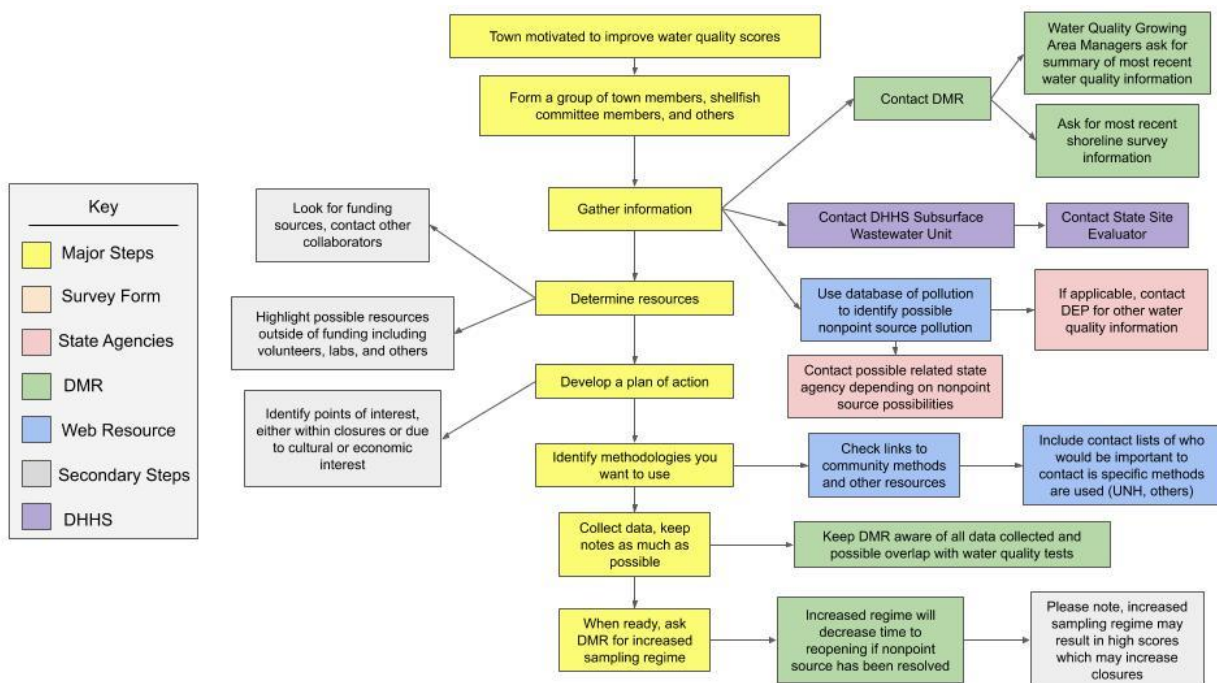 Town motivated to improve water quality scores
Form a group of town members, shellfish
committee members, and others
Contact DMR
Water Quality Growing
Area Managers ask for
summary of most recent
water quality information
Ask for most recent
shoreline survey
information
Key
Major Steps
Survey Form
State Agencies
DMR
Web Resource
Secondary Steps
DHHS
Look for funding
sources, contact other
collaborators
Gather information
Contact DHHS Subsurface
Wastewater Unit
Contact State Site
Evaluator
Determine resources
Use database of pollution
to identify possible
nonpoint source pollution
If applicable, contact
DEP for other water
quality information
Highlight possible resources
outside of funding including
volunteers, labs, and others
Contact possible related state
agency depending on nonpoint
source possibilities
Develop a plan of action
Identify points of interest,
either within closures or due
to cultural or economic
interest
Identify methodologies you
want to use
Check links to
community methods
and other resources
Include contact lists of who
would be important to
contact is specific methods
are used (UNH, others)
Collect data, keep
notes as much as
possible
Keep DMR aware of all data collected and
possible overlap with water quality tests
When ready, ask
DMR for increased
sampling regime
Increased regime will
decrease time to
reopening if nonpoint
source has been resolved
Please note, increased
sampling regime may
result in high scores
which may increase
closures